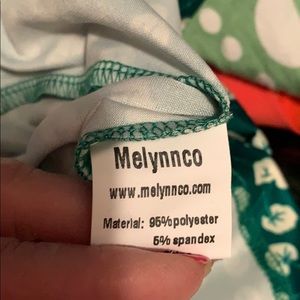 Melynnco
www.melynnco.com
Material: 95%polyester
5%spandex